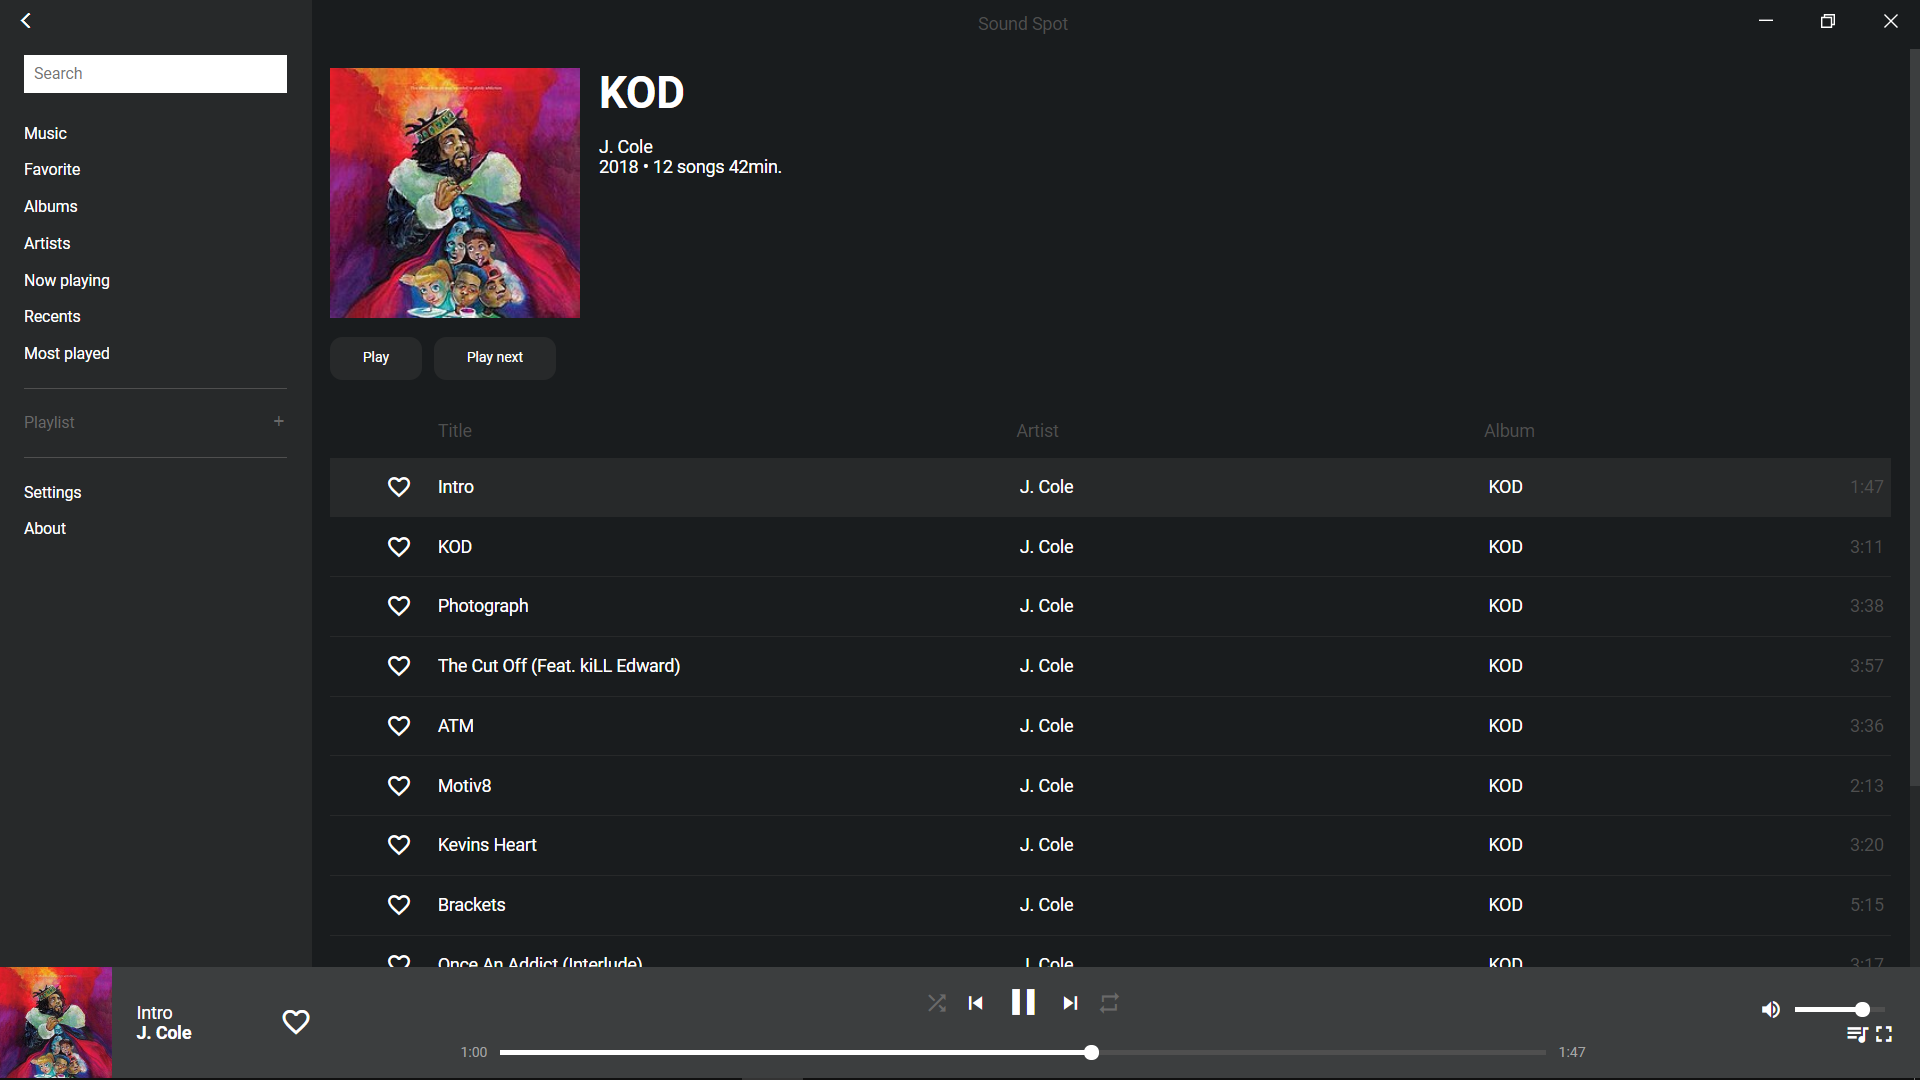 Sound Spot
Search
Music
Favorite
Albums
Artists
Now playing
Recents
Most played
Playlist +
Settings
About
KOD
J. Cole
2018 • 12 songs 42min.
Play Play next
Title Artist Album
Intro J. Cole KOD 1:47
KOD J. Cole KOD 3:11
Photograph J. Cole KOD 3:38
The Cut Off (Feat. kiLL Edward) J. Cole KOD 3:57
ATM J. Cole KOD 3:36
Motiv8 J. Cole KOD 2:13
Kevins Heart J. Cole KOD 3:20
Brackets J. Cole KOD 5:15
Once An Addict (Interlude) J. Cole KOD 3:17
Intro
J. Cole
1:00 1:47